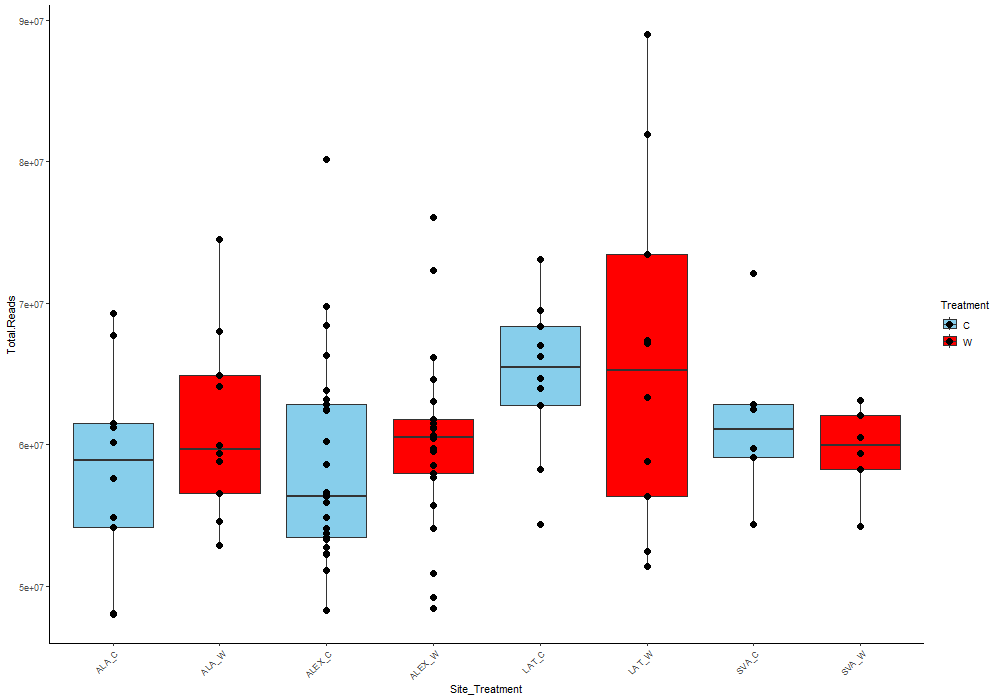 9e+07
8e+07
7e+07
6e+07
5e+07
Total.Reads
ALA_C
ALA_W
ALEX_C
ALEX_W
LAT_C
LAT_W
SVA_C
SVA_W
Site_Treatment
Treatment
C
W